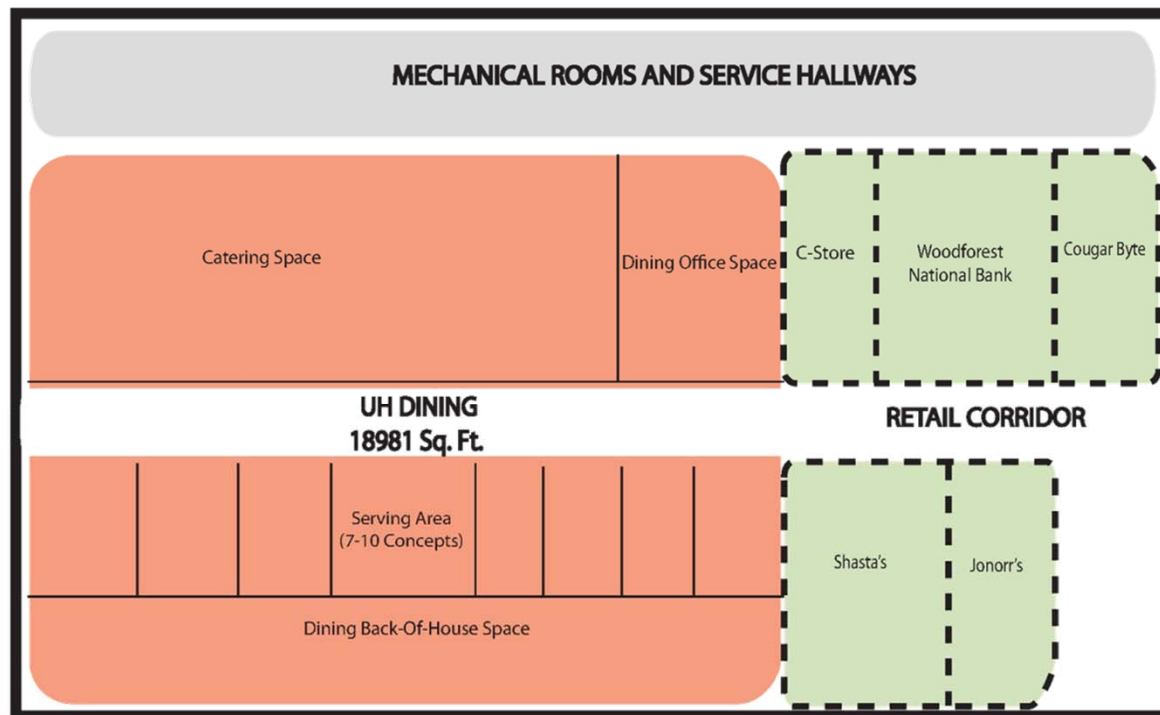 MECHANICAL ROOMS AND SERVICE HALLWAYS
Catering Space
Dining Office Space
C-Store
Woodforest
National Bank
Cougar Byte
UH DINING
18981 Sq. Ft.
RETAIL CORRIDOR
Serving Area
(7-10 Concepts)
Dining Back-Of-House Space
Shasta's
Jonorr's